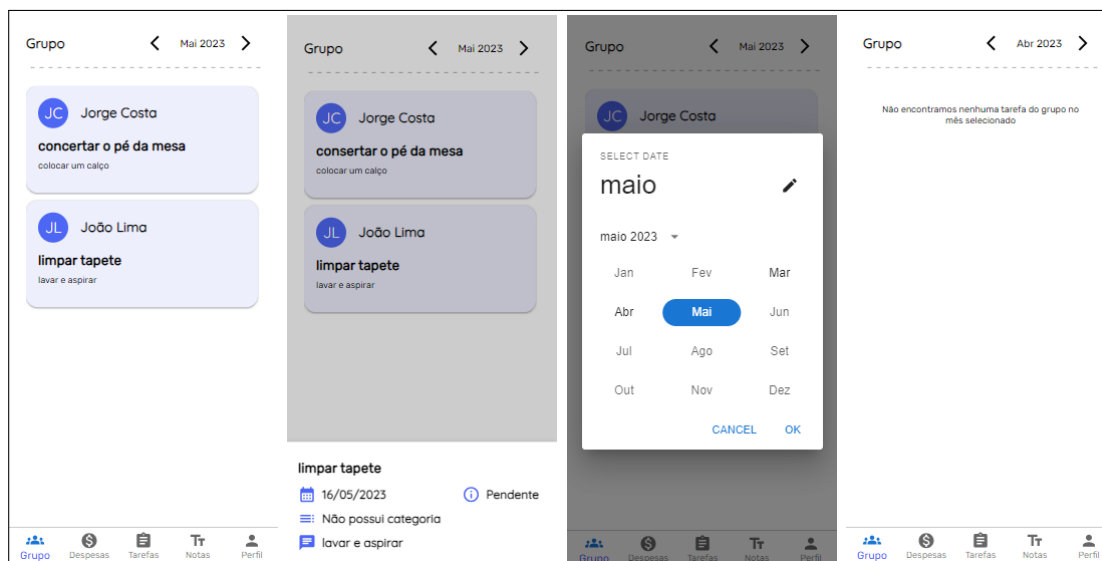 Grupo
Mai 2023
JC
Jorge Costa
concertar o pé da mesa
colocar um calço
JL
João Lima
limpar tapete
lavar e aspirar
Grupo
Despesas
Tarefas
Notas
Perfil
Grupo
Mai 2023
JC
Jorge Costa
consertar o pé da mesa
colocar um calço
JL
João Lima
limpar tapete
lavar e aspirar
limpar tapete
16/05/2023
Pendente
Não possui categoria
lavar e aspirar
Grupo
Mai 2023
JC
Jorge Costa
SELECT DATE
maio
maio 2023
Jan Fev Mar
Abr Mai Jun
Jul Ago Set
Out Nov Dez
CANCEL OK
Grupo
Despesas
Tarefas
Notas
Perfil
Grupo
Abr 2023
Não encontramos nenhuma tarefa do grupo no
mês selecionado
Grupo
Despesas
Tarefas
Notas
Perfil